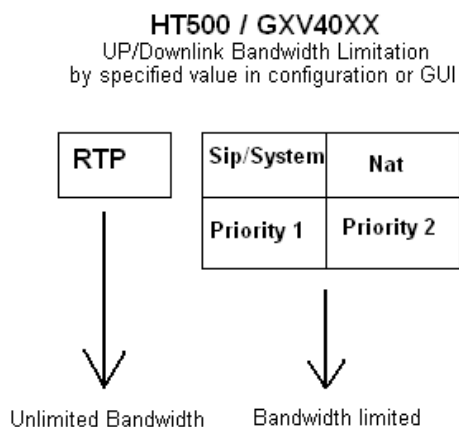 HT500 / GXV40XX
UP/Downlink Bandwidth Limitation
by specified value in configuration or GUI
RTP
Sip/System
Nat
Priority 1
Priority 2
Unlimited Bandwidth
Bandwidth limited